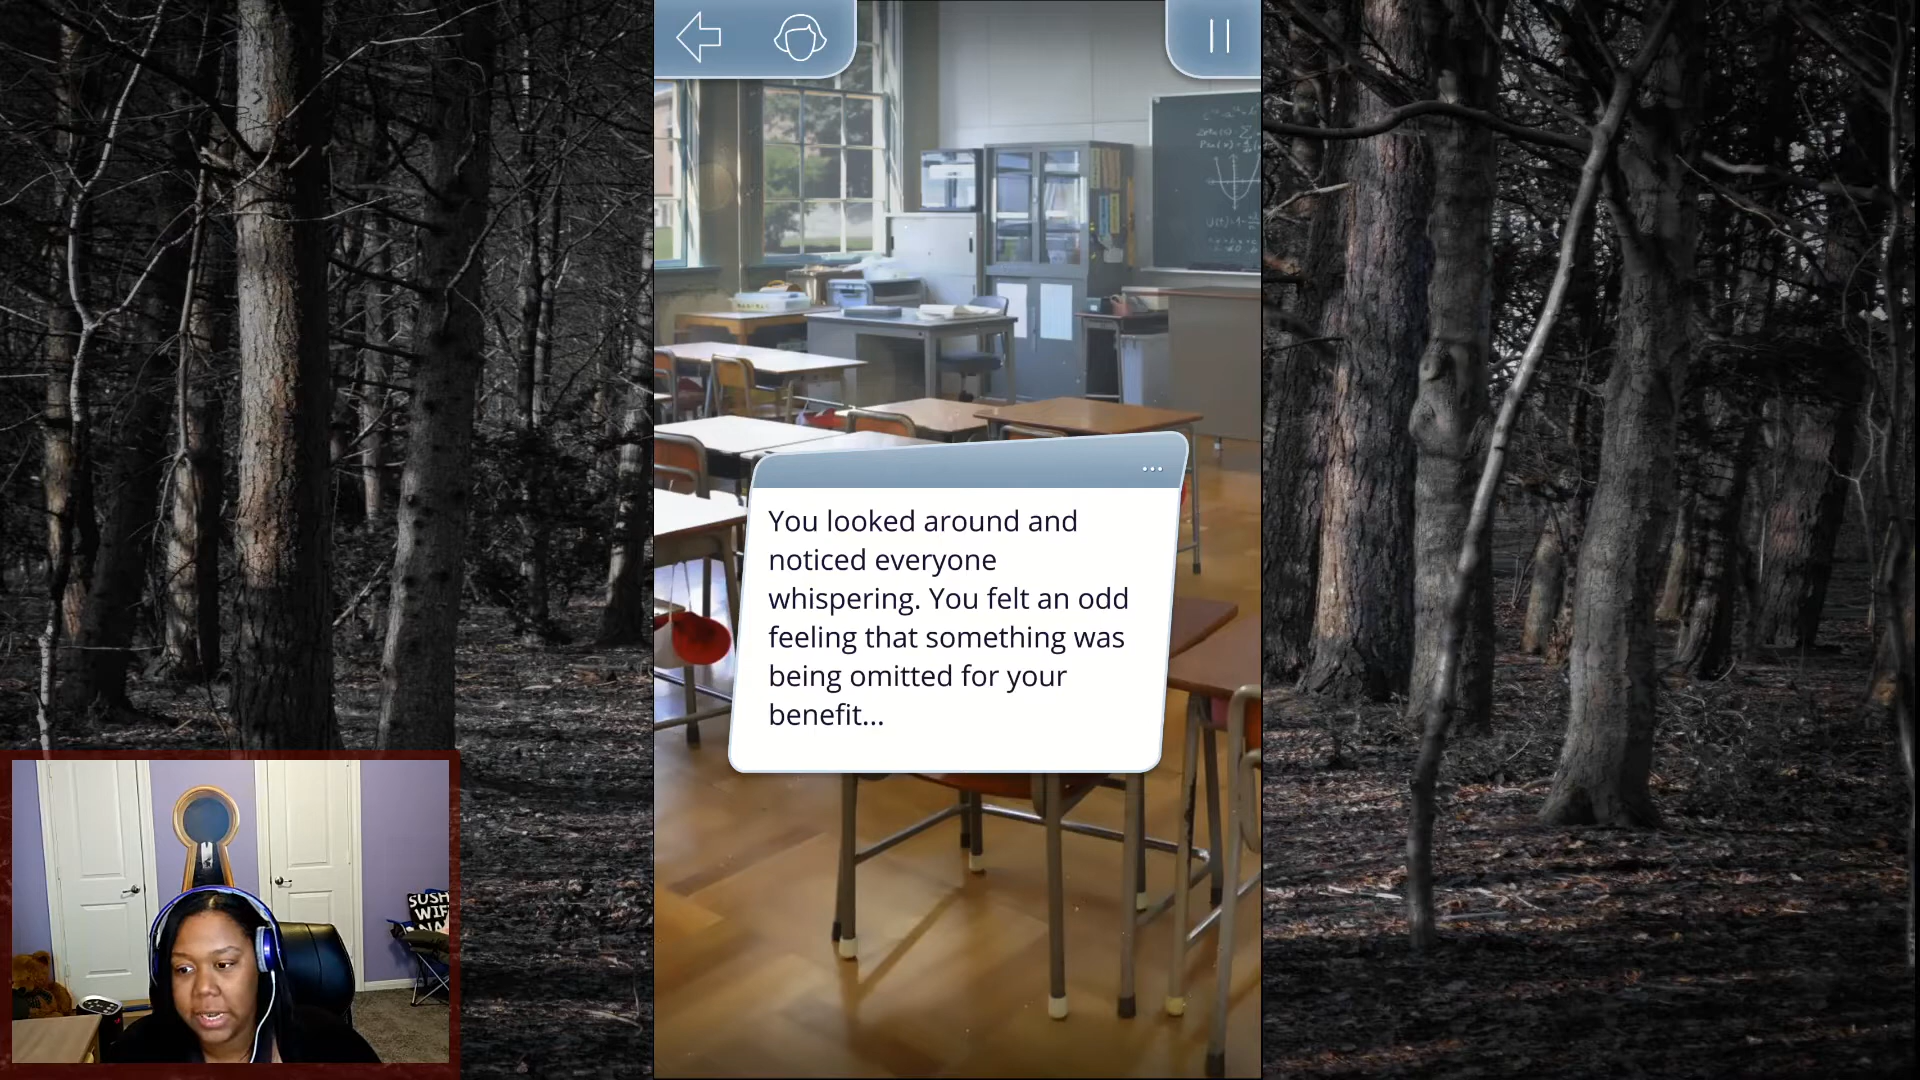 You looked around and
noticed everyone
whispering. You felt an odd
feeling that something was
being omitted for your
benefit...
SUSH
WIF